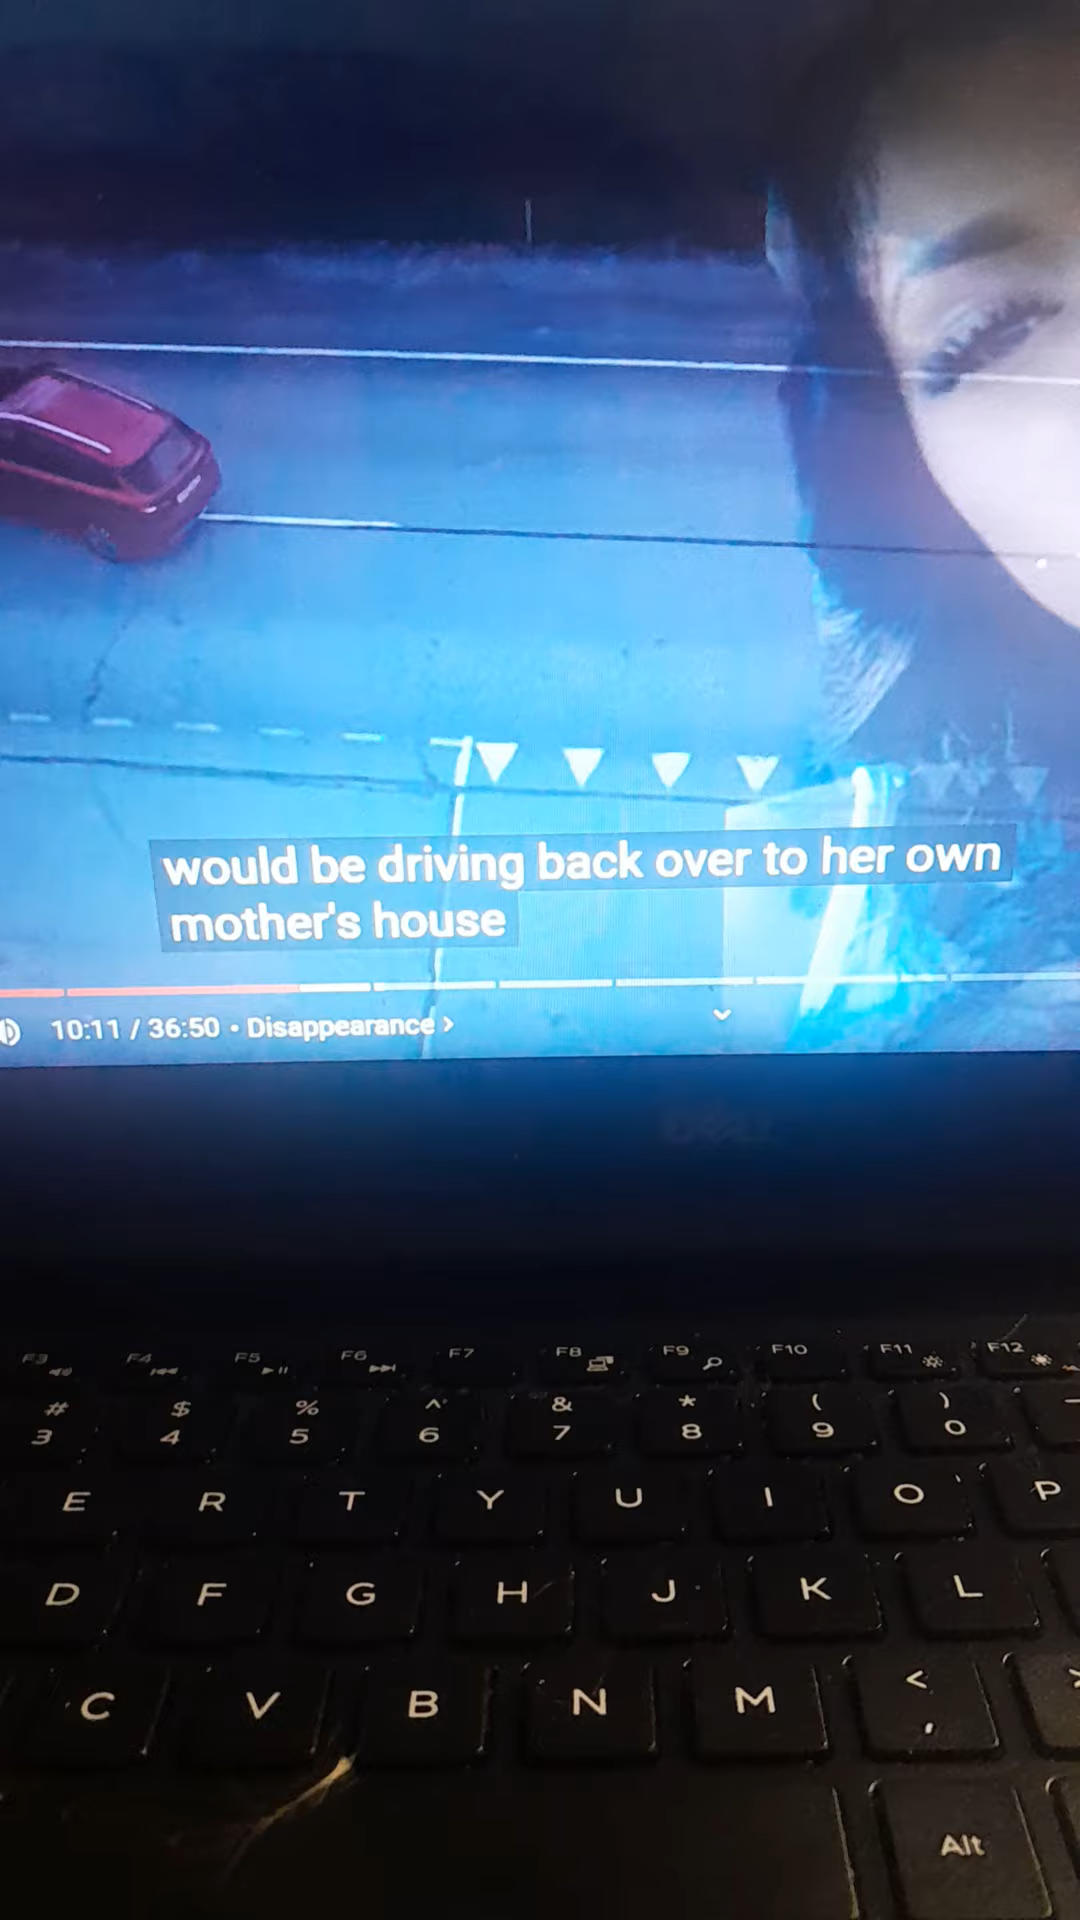 would be driving back over to her own
mother's house
10:11 / 36:50 • Disappearance >
DELL
F3 F4 F5 F6 F7 F8 F9 F10 F11 F12
# $ % ^ & * ( )
3 4 5 6 7 8 9 0
E R T Y U I O P
D F G H J K L
C V B N M < >
,
Alt